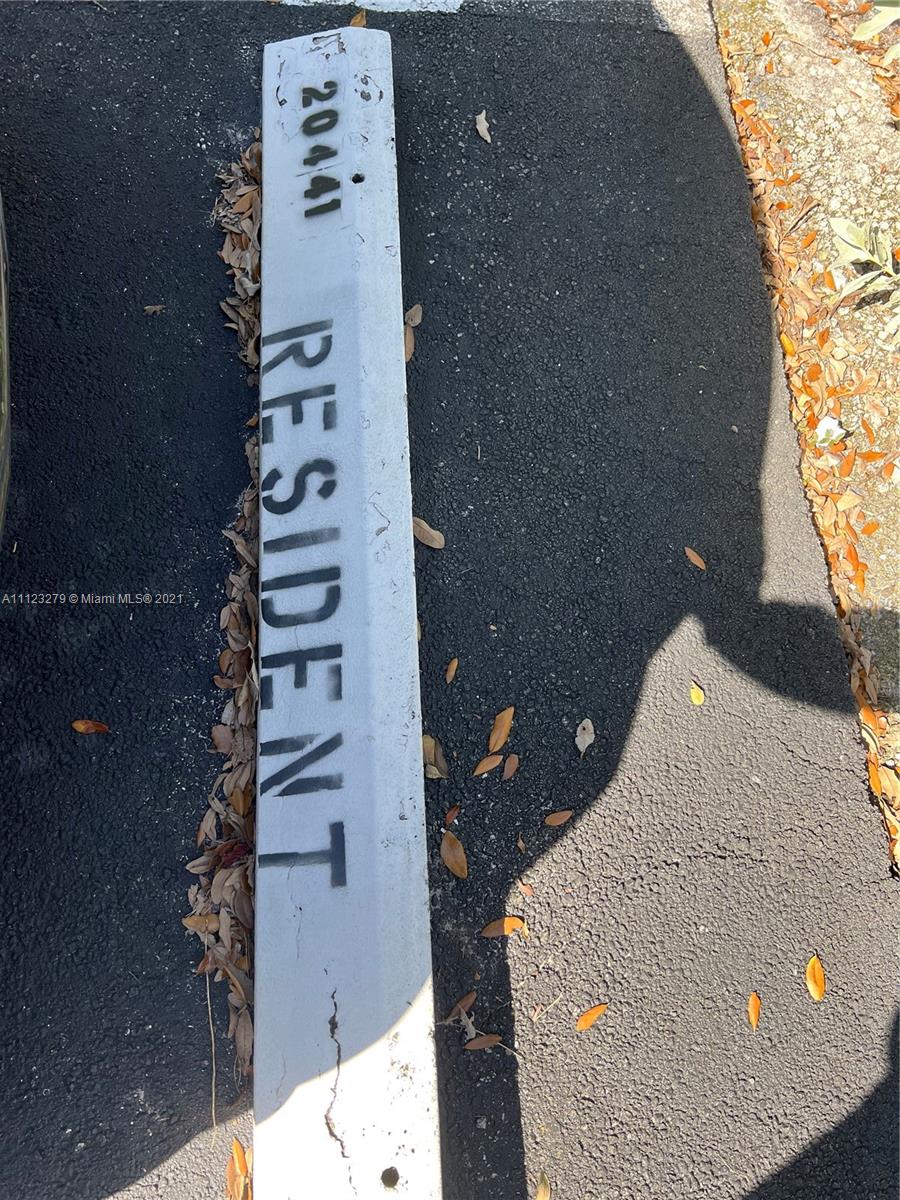 20441
RESIDENT
A11123279 © Miami MLS® 2021